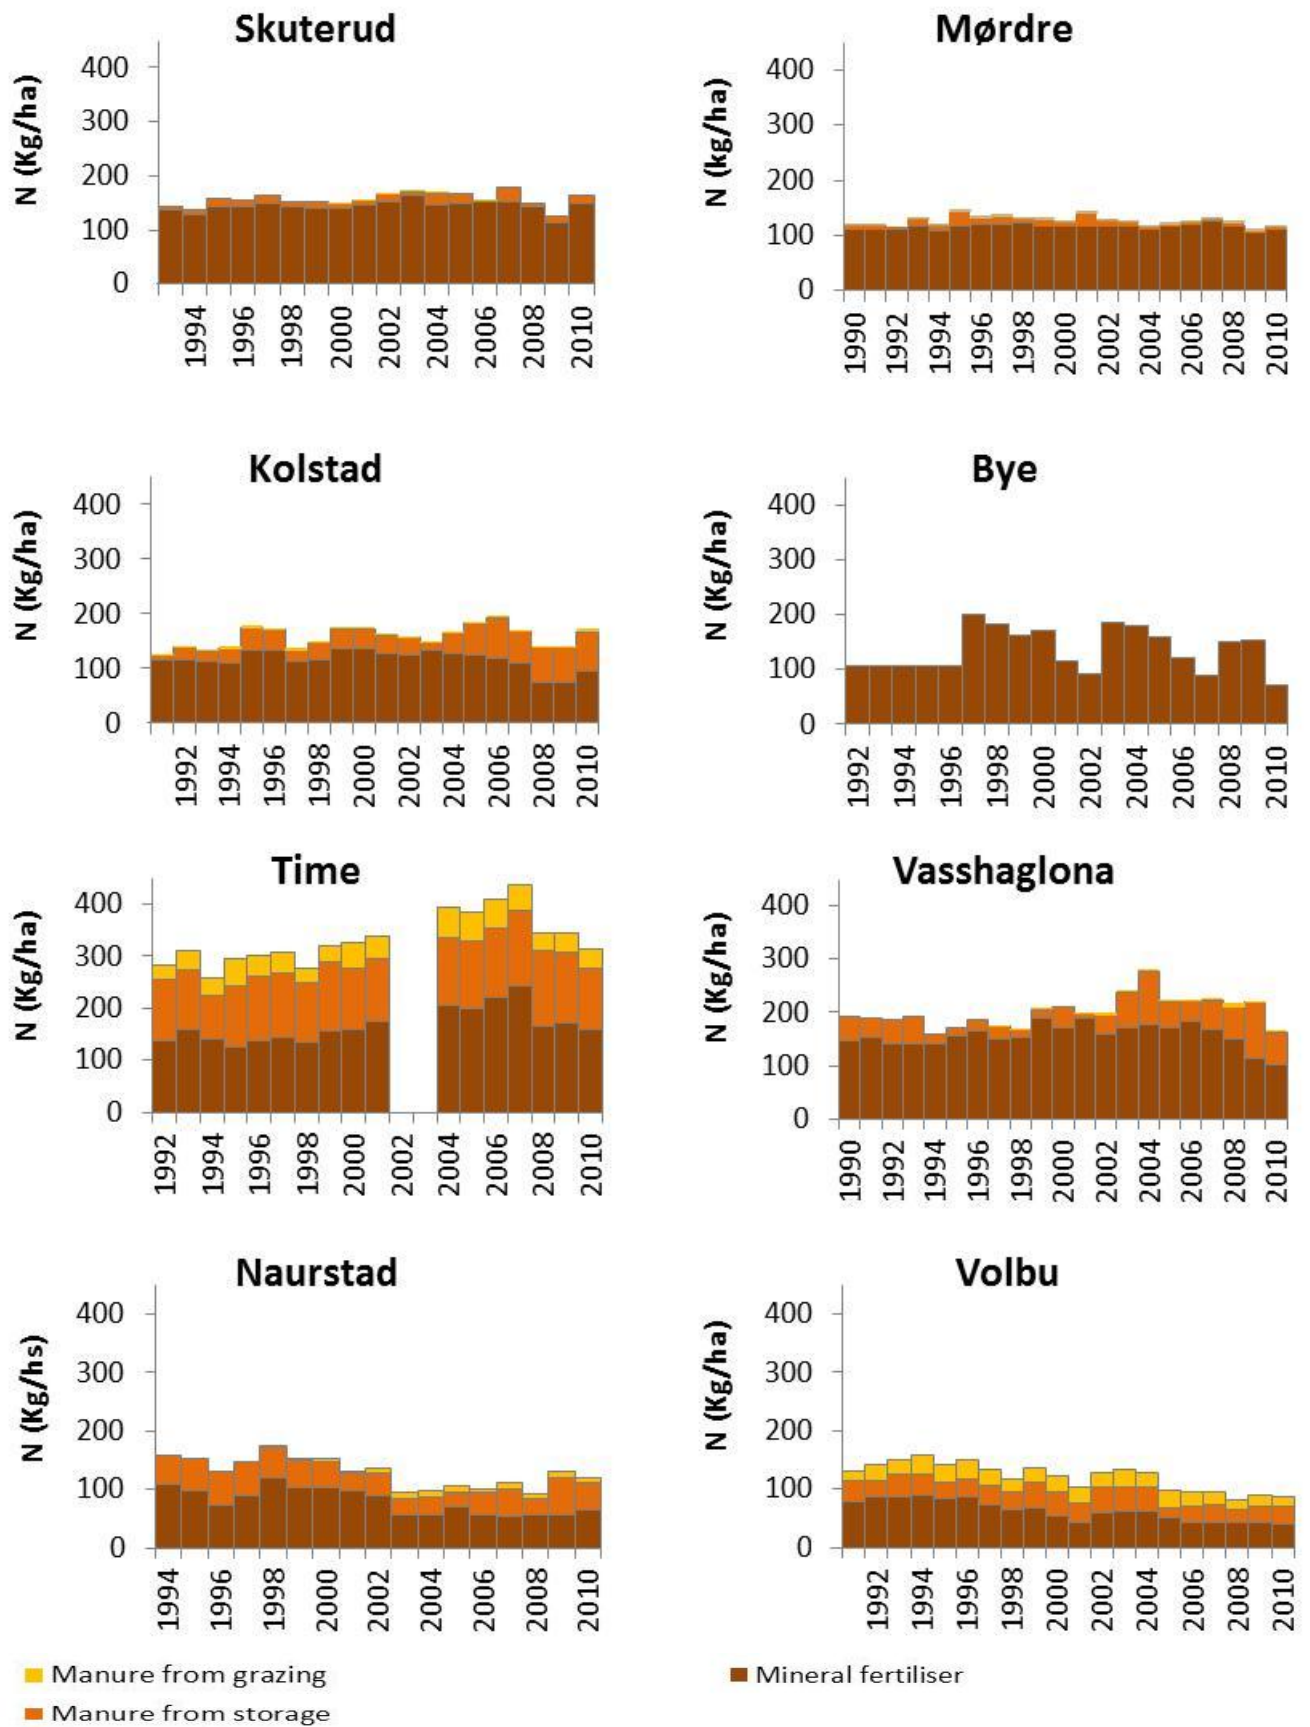 Skuterud
N (Kg/ha)
400
300
200
100
0
1994 1996 1998 2000 2002 2004 2006 2008 2010
Mørdre
N (kg/ha)
400
300
200
100
0
1990 1992 1994 1996 1998 2000 2002 2004 2006 2008 2010
Kolstad
N (Kg/ha)
400
300
200
100
0
1992 1994 1996 1998 2000 2002 2004 2006 2008 2010
Bye
N (Kg/ha)
400
300
200
100
0
1992 1994 1996 1998 2000 2002 2004 2006 2008 2010
Time
N (Kg/ha)
400
300
200
100
0
1992 1994 1996 1998 2000 2002 2004 2006 2008 2010
Vasshaglona
N (Kg/ha)
400
300
200
100
0
1990 1992 1994 1996 1998 2000 2002 2004 2006 2008 2010
Naurstad
N (Kg/hs)
400
300
200
100
0
1994 1996 1998 2000 2002 2004 2006 2008 2010
Volbu
N (Kg/ha)
400
300
200
100
0
1992 1994 1996 1998 2000 2002 2004 2006 2008 2010
Manure from grazing
Mineral fertiliser
Manure from storage